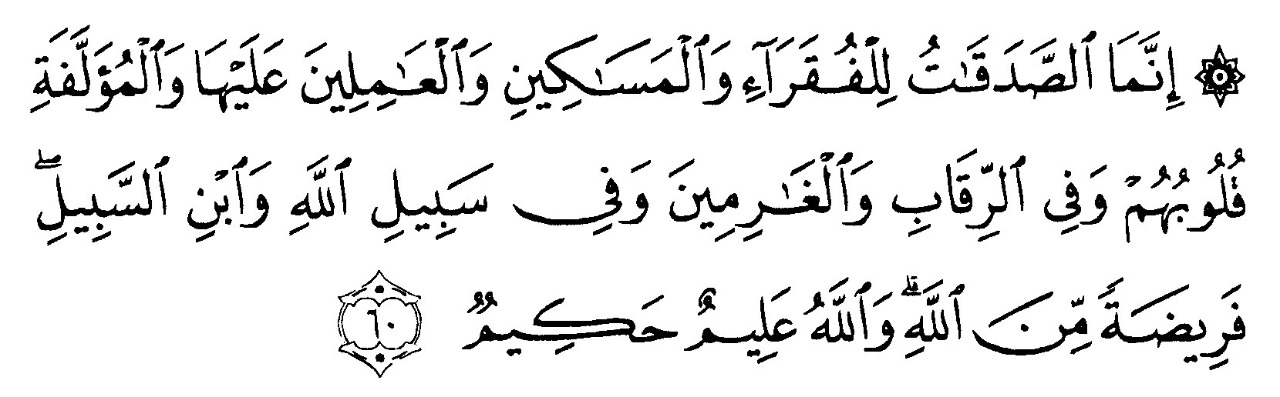 ۞ إِنَّمَا ٱلصَّدَقَـٰتُ لِلْفُقَرَآءِ وَٱلْمَسَـٰكِينِ وَٱلْعَـٰمِلِينَ عَلَيْهَا وَٱلْمُؤَلَّفَةِ
قُلُوبُهُمْ وَفِى ٱلرِّقَابِ وَٱلْغَـٰرِمِينَ وَفِى سَبِيلِ ٱللَّهِ وَٱبْنِ ٱلسَّبِيلِ ۖ
فَرِيضَةً مِّنَ ٱللَّهِ ۗ وَٱللَّهُ عَلِيمٌ حَكِيمٌ ٦٠